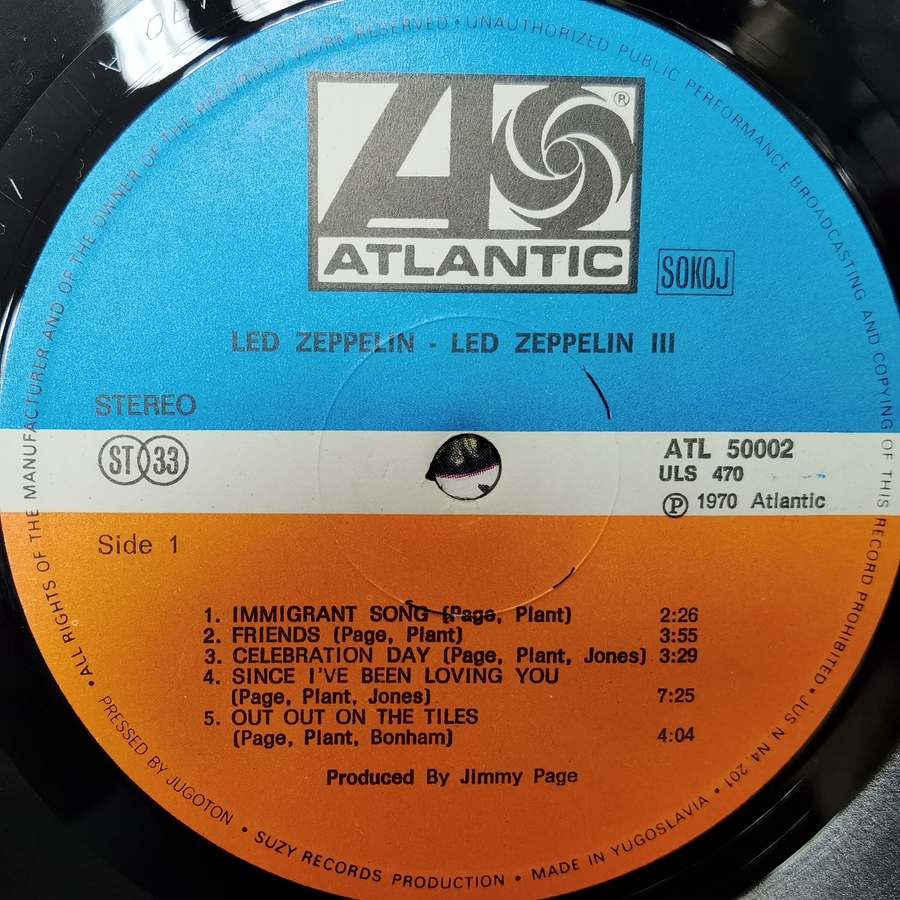 • ALL RIGHTS OF THE MANUFACTURER AND OF THE OWNER OF THE RECORDED WORK RESERVED • UNAUTHORIZED PUBLIC PERFORMANCE BROADCASTING AND COPYING OF THIS RECORD PROHIBITED • JUS N N4 201 •
A
®
ATLANTIC
SOKOJ
LED ZEPPELIN - LED ZEPPELIN III
STEREO
ST 33
ATL 50002
ULS 470
Ⓟ 1970 Atlantic
Side 1
1. IMMIGRANT SONG (Page, Plant) 2:26
2. FRIENDS (Page, Plant) 3:55
3. CELEBRATION DAY (Page, Plant, Jones) 3:29
4. SINCE I'VE BEEN LOVING YOU
(Page, Plant, Jones) 7:25
5. OUT OUT ON THE TILES
(Page, Plant, Bonham) 4:04
Produced By Jimmy Page
PRESSED BY JUGOTON • SUZY RECORDS PRODUCTION • MADE IN YUGOSLAVIA